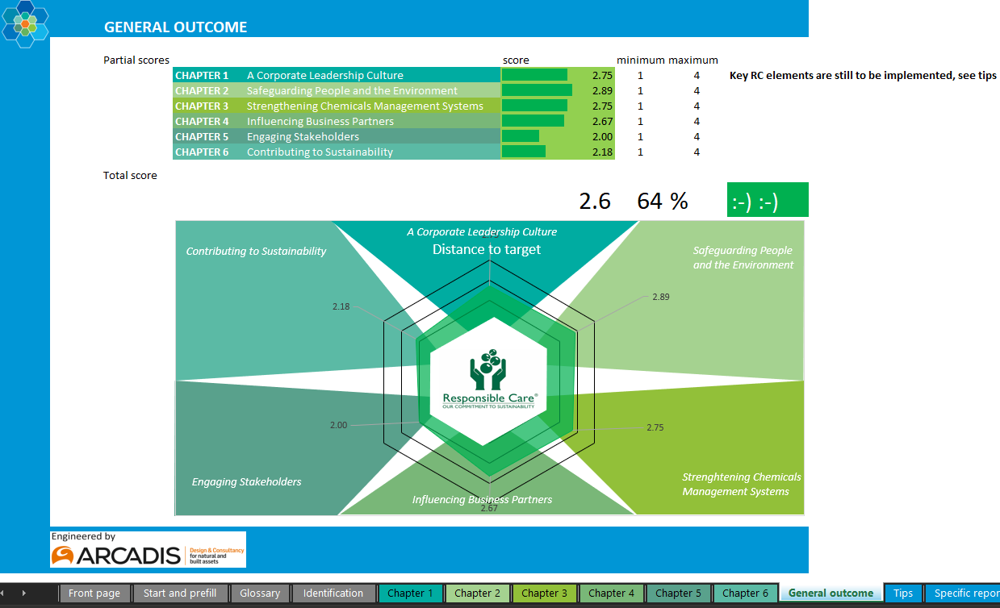 GENERAL OUTCOME
Partial scores score minimum maximum
CHAPTER 1 A Corporate Leadership Culture 2.75 1 4 Key RC elements are still to be implemented, see tips
CHAPTER 2 Safeguarding People and the Environment 2.89 1 4
CHAPTER 3 Strengthening Chemicals Management Systems 2.75 1 4
CHAPTER 4 Influencing Business Partners 2.67 1 4
CHAPTER 5 Engaging Stakeholders 2.00 1 4
CHAPTER 6 Contributing to Sustainability 2.18 1 4
Total score
2.6 64 % :-) :-)
A Corporate Leadership Culture
Distance to target
Contributing to Sustainability
Safeguarding People
and the Environment
2.89
2.18
Responsible Care®
OUR COMMITMENT TO SUSTAINABILITY
2.00
2.75
Engaging Stakeholders
Strenghtening Chemicals
Management Systems
Influencing Business Partners
2.67
Engineered by
ARCADIS
Design & Consultancy
for natural and
built assets
Front page Start and prefill Glossary Identification Chapter 1 Chapter 2 Chapter 3 Chapter 4 Chapter 5 Chapter 6 General outcome Tips Specific repor